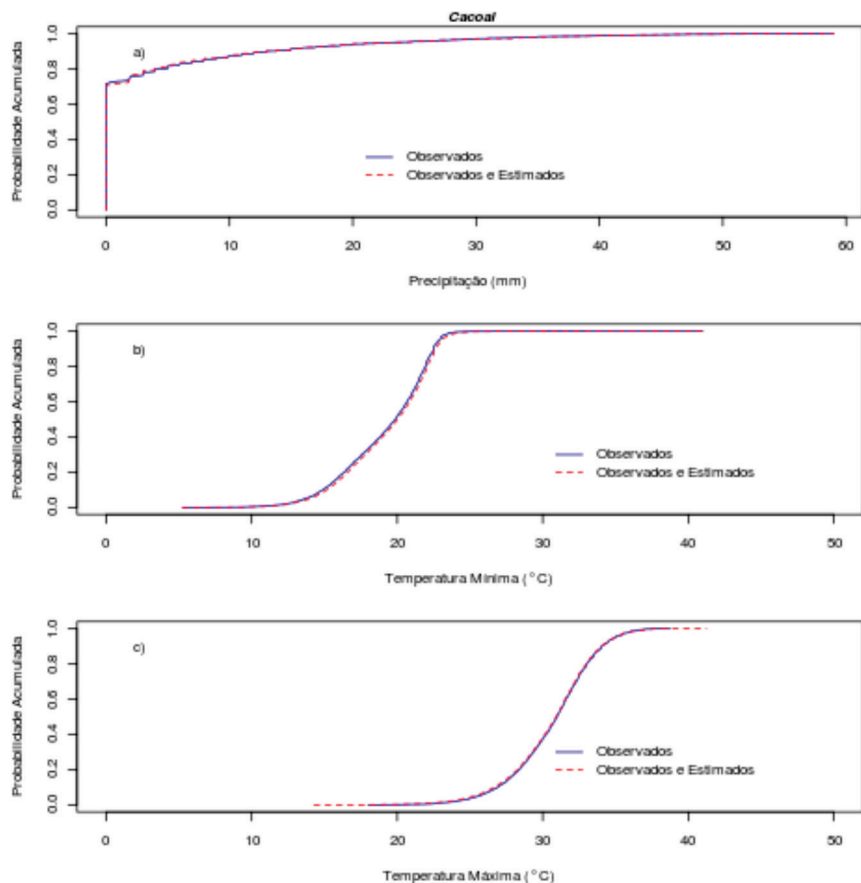 Cacoal
a)
Probabilidade Acumulada
0.0 0.2 0.4 0.6 0.8 1.0
Observados
Observados e Estimados
0 10 20 30 40 50 60
Precipitação (mm)
b)
Probabilidade Acumulada
0.0 0.2 0.4 0.6 0.8 1.0
Observados
Observados e Estimados
0 10 20 30 40 50
Temperatura Mínima (°C)
c)
Probabilidade Acumulada
0.0 0.2 0.4 0.6 0.8 1.0
Observados
Observados e Estimados
0 10 20 30 40 50
Temperatura Máxima (°C)